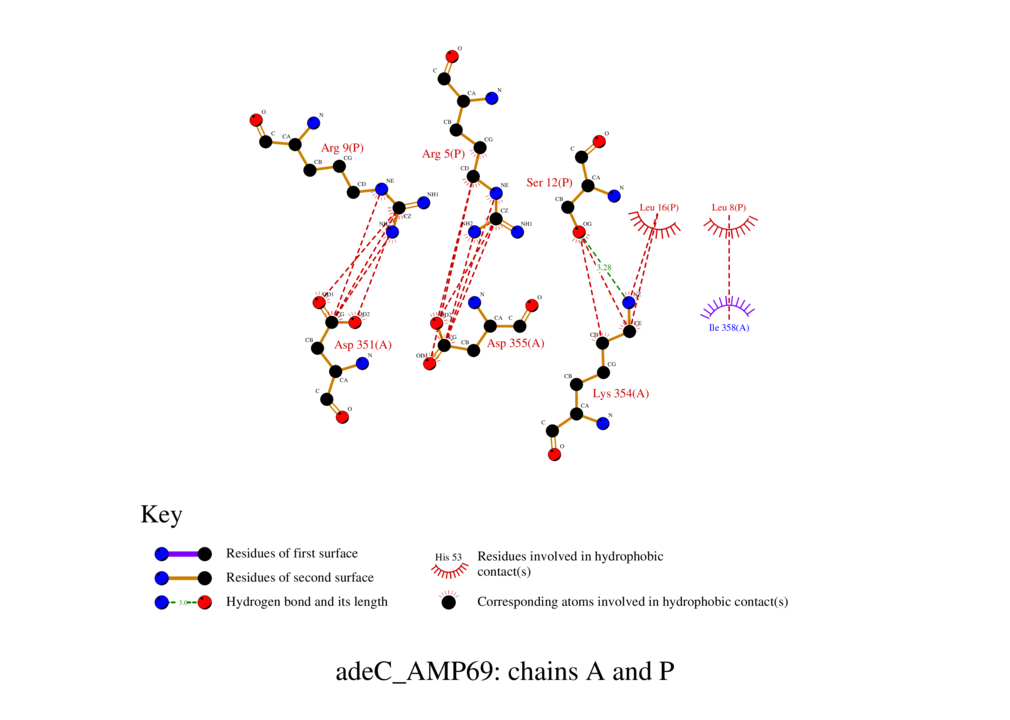 O
C
CA
N
CB
CG
CD
NE
CZ
NH2
NH1
Arg 5(P)
O
C
CA
N
Arg 9(P)
CB
CG
CD
NE
NH1
CZ
O
C
CA
N
Ser 12(P)
CB
OG
Leu 16(P)
Leu 8(P)
3.28
OD1
CG
OD2
Asp 351(A)
CB
N
CA
C
O
N
O
CA
C
CG
CB
OD1
Asp 355(A)
CE
CG
CB
Lys 354(A)
CA
N
C
O
Ile 358(A)
Key
Residues of first surface
Residues of second surface
3.0
Hydrogen bond and its length
His 53
Residues involved in hydrophobic
contact(s)
Corresponding atoms involved in hydrophobic contact(s)
adeC_AMP69: chains A and P